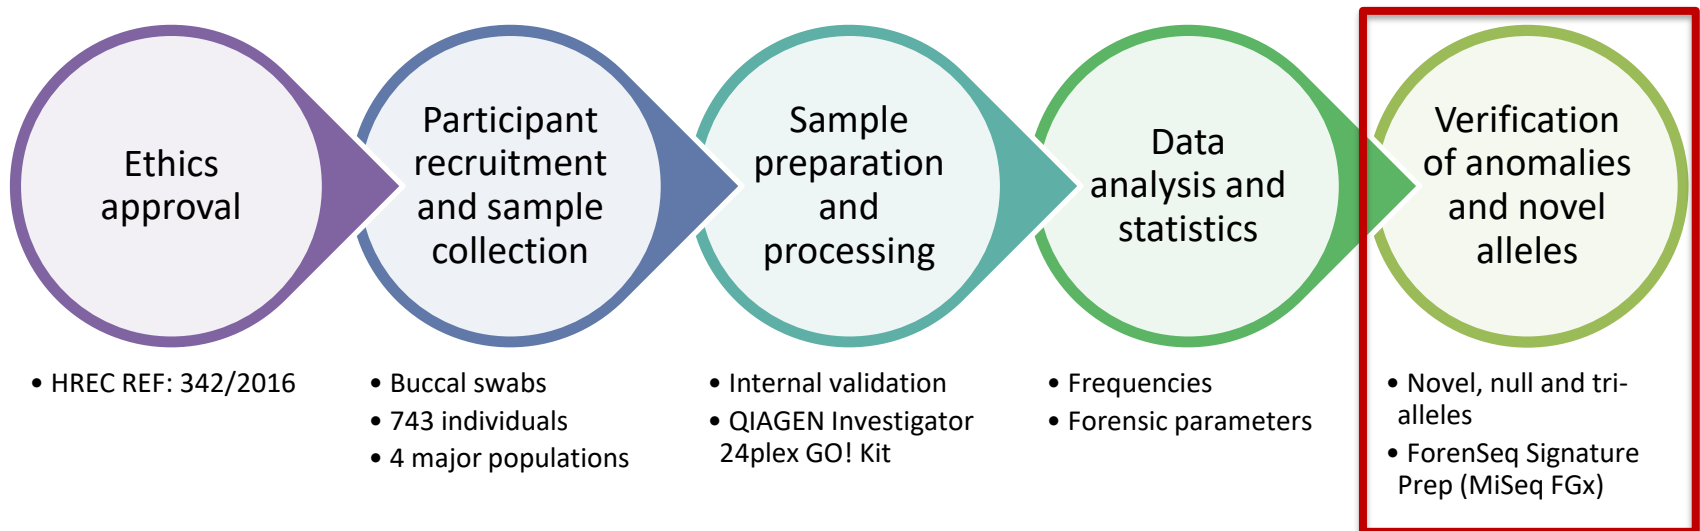 Ethics
approval
Participant
recruitment
and sample
collection
Sample
preparation
and
processing
Data
analysis and
statistics
Verification
of anomalies
and novel
alleles
• HREC REF: 342/2016
• Buccal swabs
• 743 individuals
• 4 major populations
• Internal validation
• QIAGEN Investigator
24plex GO! Kit
• Frequencies
• Forensic parameters
• Novel, null and tri-
alleles
• ForenSeq Signature
Prep (MiSeq FGx)